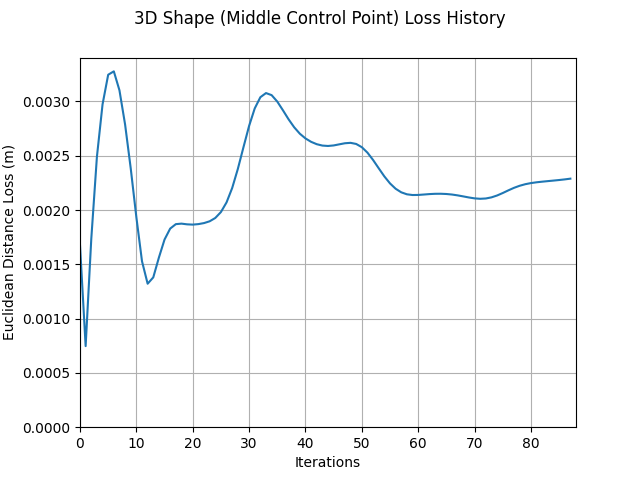 3D Shape (Middle Control Point) Loss History
Euclidean Distance Loss (m)
0.0030
0.0025
0.0020
0.0015
0.0010
0.0005
0.0000
0 10 20 30 40 50 60 70 80
Iterations